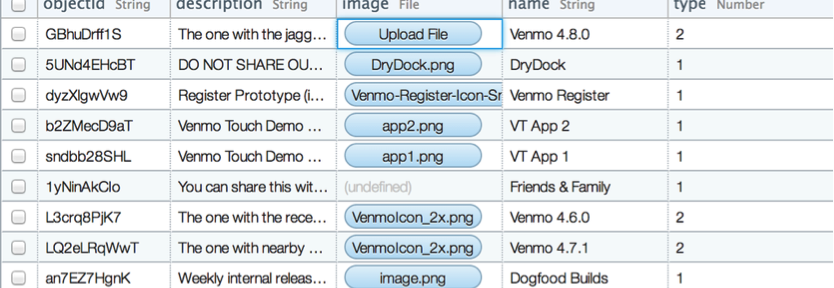 objectId String description String image File name String type Number
GBhuDrff1S The one with the jagg... Upload File Venmo 4.8.0 2
5UNd4EHcBT DO NOT SHARE OU... DryDock.png DryDock 1
dyzXlgwVw9 Register Prototype (i... Venmo-Register-Icon-Sr Venmo Register 1
b2ZMecD9aT Venmo Touch Demo ... app2.png VT App 2 1
sndbb28SHL Venmo Touch Demo ... app1.png VT App 1 1
1yNinAkClo You can share this wit... (undefined) Friends & Family 1
L3crq8PjK7 The one with the rece... VenmoIcon_2x.png Venmo 4.6.0 2
LQ2eLRqWwT The one with nearby ... VenmoIcon_2x.png Venmo 4.7.1 2
an7EZ7HgnK Weekly internal releas... image.png Dogfood Builds 1